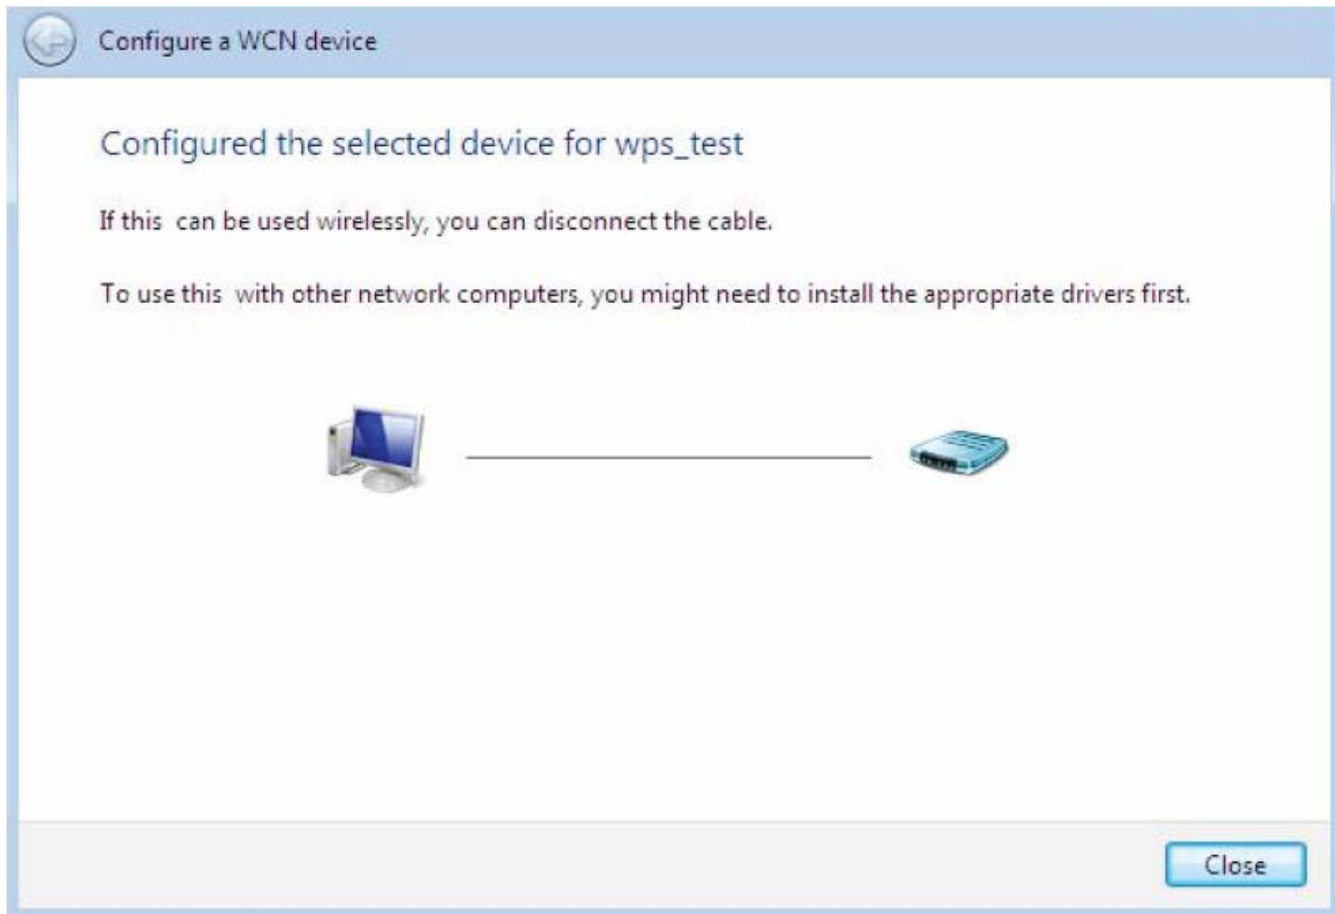 Configure a WCN device
Configured the selected device for wps_test
If this  can be used wirelessly, you can disconnect the cable.
To use this  with other network computers, you might need to install the appropriate drivers first.
Close